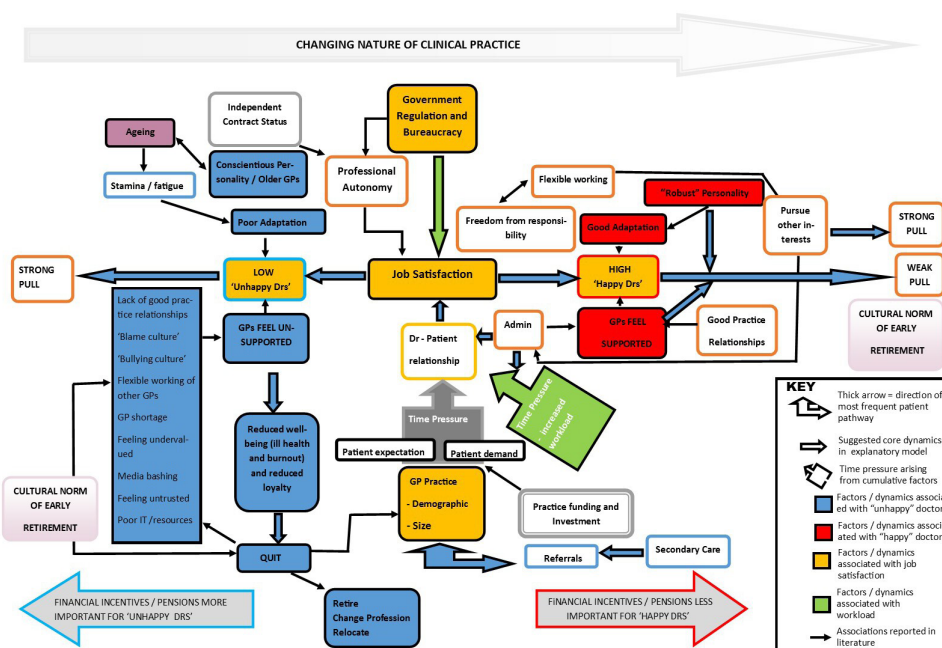 CHANGING NATURE OF CLINICAL PRACTICE
Independent
Contract Status
Government
Regulation and
Bureaucracy
Ageing
Conscientious Per-
sonality / Older GPs
Professional
Autonomy
Stamina / fatigue
Poor Adaptation
Flexible working
"Robust" Personality
Freedom from responsi-
bility
Good Adaptation
Pursue
other in-
terests
STRONG
PULL
STRONG
PULL
LOW
'Unhappy Drs'
Job Satisfaction
HIGH
'Happy Drs'
WEAK
PULL
Lack of good prac-
tice relationships
'Blame culture'
'Bullying culture'
Flexible working of
other GPs
GP shortage
Feeling underval-
ued
Media bashing
Feeling untrusted
Poor IT /resources
GPs FEEL UN-
SUPPORTED
Dr - Patient
relationship
Admin
GPs FEEL
SUPPORTED
Good Practice
Relationships
CULTURAL NORM
OF EARLY
RETIREMENT
Time Pressure
- increased
workload
Time Pressure
Patient expectation
Patient demand
Reduced well-
being (ill health
and burnout)
and reduced
loyalty
GP Practice
- Demographic
- Size
Practice funding and
Investment
CULTURAL NORM
OF EARLY
RETIREMENT
QUIT
Referrals
Secondary Care
Retire
Change Profession
Relocate
FINANCIAL INCENTIVES / PENSIONS MORE
IMPORTANT FOR 'UNHAPPY DRS'
FINANCIAL INCENTIVES / PENSIONS LESS
IMPORTANT FOR 'HAPPY DRS'
KEY
Thick arrow = direction of
most frequent patient
pathway
Suggested core dynamics
in explanatory model
Time pressure arising
from cumulative factors
Factors / dynamics associa
ed with "unhappy" doctor
Factors / dynamics associ
ated with "happy" doctor
Factors / dynamics
associated with job
satisfaction
Factors / dynamics
associated with
workload
Associations reported in
literature